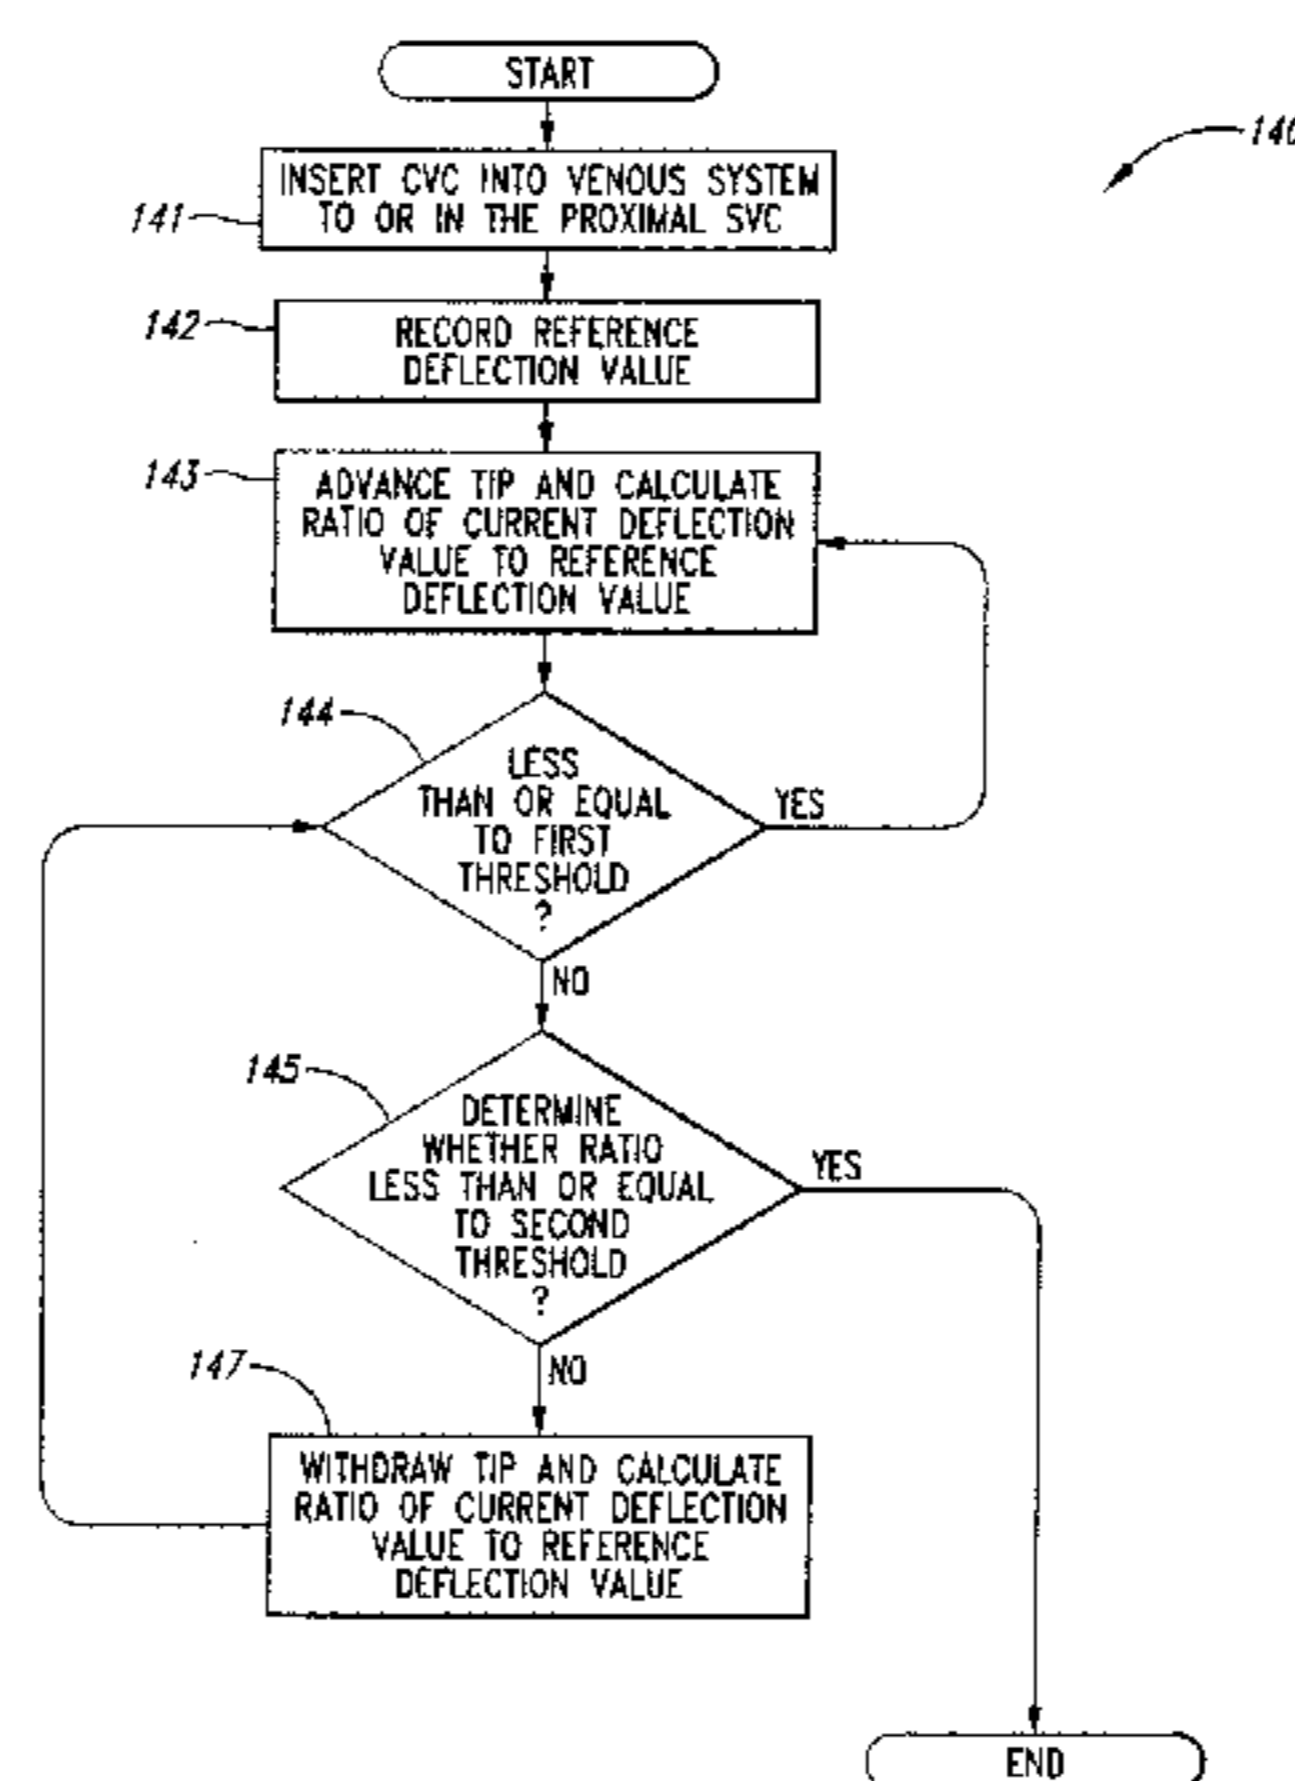 START
140
INSERT CVC INTO VENOUS SYSTEM
TO OR IN THE PROXIMAL SVC
141
142
RECORD REFERENCE
DEFLECTION VALUE
143
ADVANCE TIP AND CALCULATE
RATIO OF CURRENT DEFLECTION
VALUE TO REFERENCE
DEFLECTION VALUE
144
LESS
THAN OR EQUAL
TO FIRST
THRESHOLD
?
YES
NO
145
DETERMINE
WHETHER RATIO
LESS THAN OR EQUAL
TO SECOND
THRESHOLD
?
YES
NO
147
WITHDRAW TIP AND CALCULATE
RATIO OF CURRENT DEFLECTION
VALUE TO REFERENCE
DEFLECTION VALUE
END